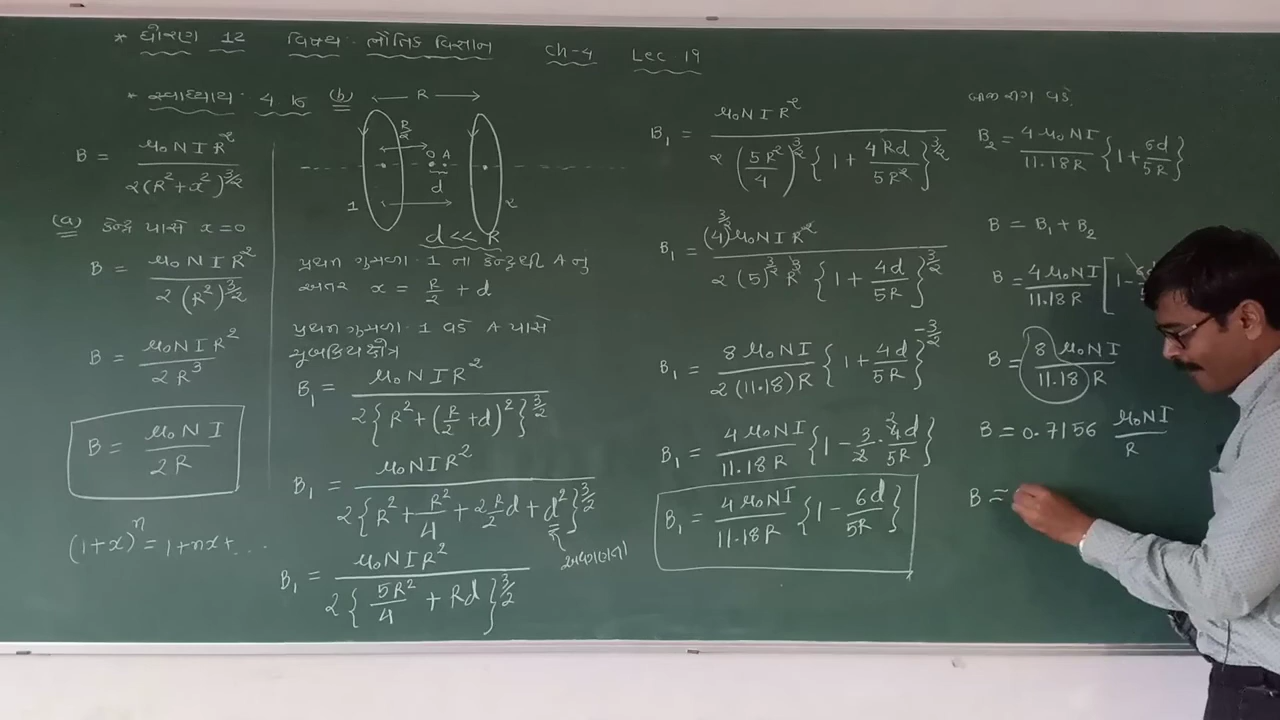 * ધોરણ 12 વિષય : ભૌતિક વિજ્ઞાન Ch-4 Lec 19
* સ્વાધ્યાય : 4.16 (b)
B = μ₀NIR² / 2(R²+x²)^3/2
(a) કેન્દ્ર પાસે x=0
B = μ₀NIR² / 2(R²)^3/2
B = μ₀NIR² / 2R³
B = μ₀NI / 2R
(1+x)^n = 1+nx+...
R
R/2
O A
d
1 2
d << R
પ્રથમ ગૂંચળા-1 ના કેન્દ્રથી A નું
અંતર x = R/2 + d
પ્રથમ ગૂંચળા-1 વડે A પાસે
ચુંબકિયક્ષેત્ર
B₁ = μ₀NIR² / 2{R²+(R/2+d)²}^3/2
B₁ = μ₀NIR² / 2{R²+R²/4+2R/2d+d²}^3/2
અવગણતાં
B₁ = μ₀NIR² / 2{5R²/4 + Rd}^3/2
B₁ = μ₀NIR² / 2(5R²/4)^3/2 {1+4Rd/5R²}^3/2
B₁ = (4)^3/2 μ₀NIR² / 2(5)^3/2 R³ {1+4d/5R}^3/2
B₁ = 8μ₀NI / 2(11.18)R {1+4d/5R}^-3/2
B₁ = 4μ₀NI / 11.18R {1-3/2·4d/5R}
B₁ = 4μ₀NI / 11.18R {1-6d/5R}
વડે
B₂ = 4μ₀NI / 11.18R {1+6d/5R}
B = B₁ + B₂
B = 4μ₀NI / 11.18R [1-
B = 8μ₀NI / 11.18R
B = 0.7156 μ₀NI / R
B ≈